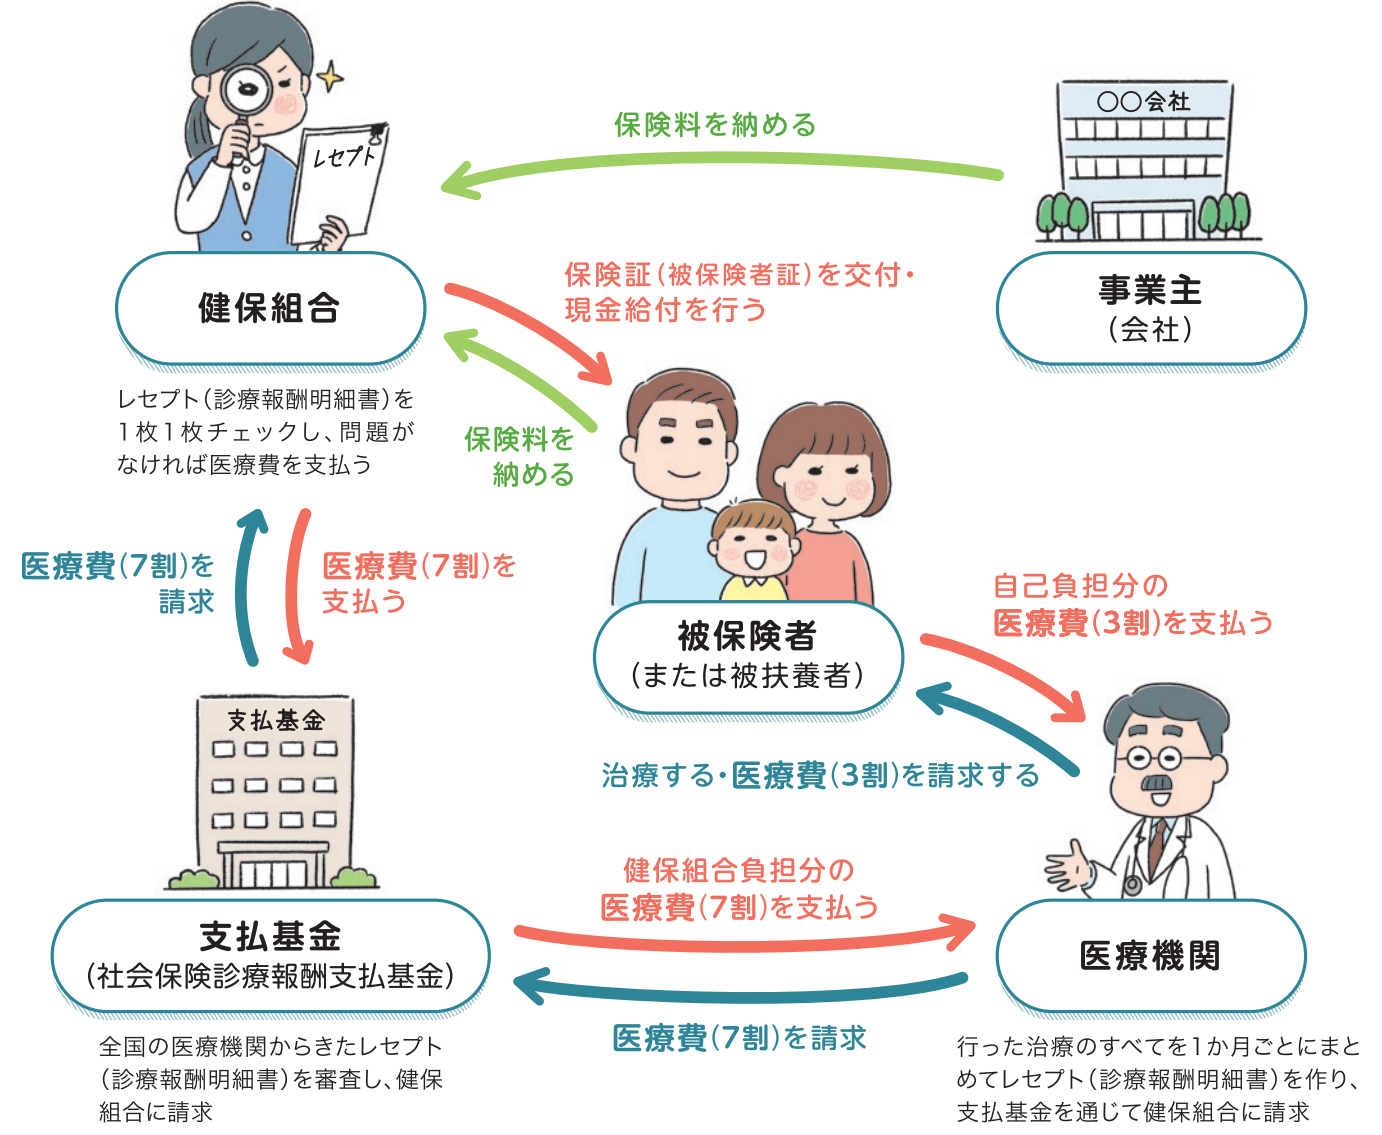 レセプト
保険料を納める
〇〇会社
健保組合
保険証(被保険者証)を交付・
現金給付を行う
事業主
(会社)
レセプト(診療報酬明細書)を
1枚1枚チェックし、問題が
なければ医療費を支払う
保険料を
納める
医療費(7割)を
請求
医療費(7割)を
支払う
被保険者
(または被扶養者)
自己負担分の
医療費(3割)を支払う
治療する・医療費(3割)を請求する
支払基金
健保組合負担分の
医療費(7割)を支払う
支払基金
(社会保険診療報酬支払基金)
医療機関
医療費(7割)を請求
全国の医療機関からきたレセプト
(診療報酬明細書)を審査し、健保
組合に請求
行った治療のすべてを1か月ごとにまと
めてレセプト(診療報酬明細書)を作り、
支払基金を通じて健保組合に請求